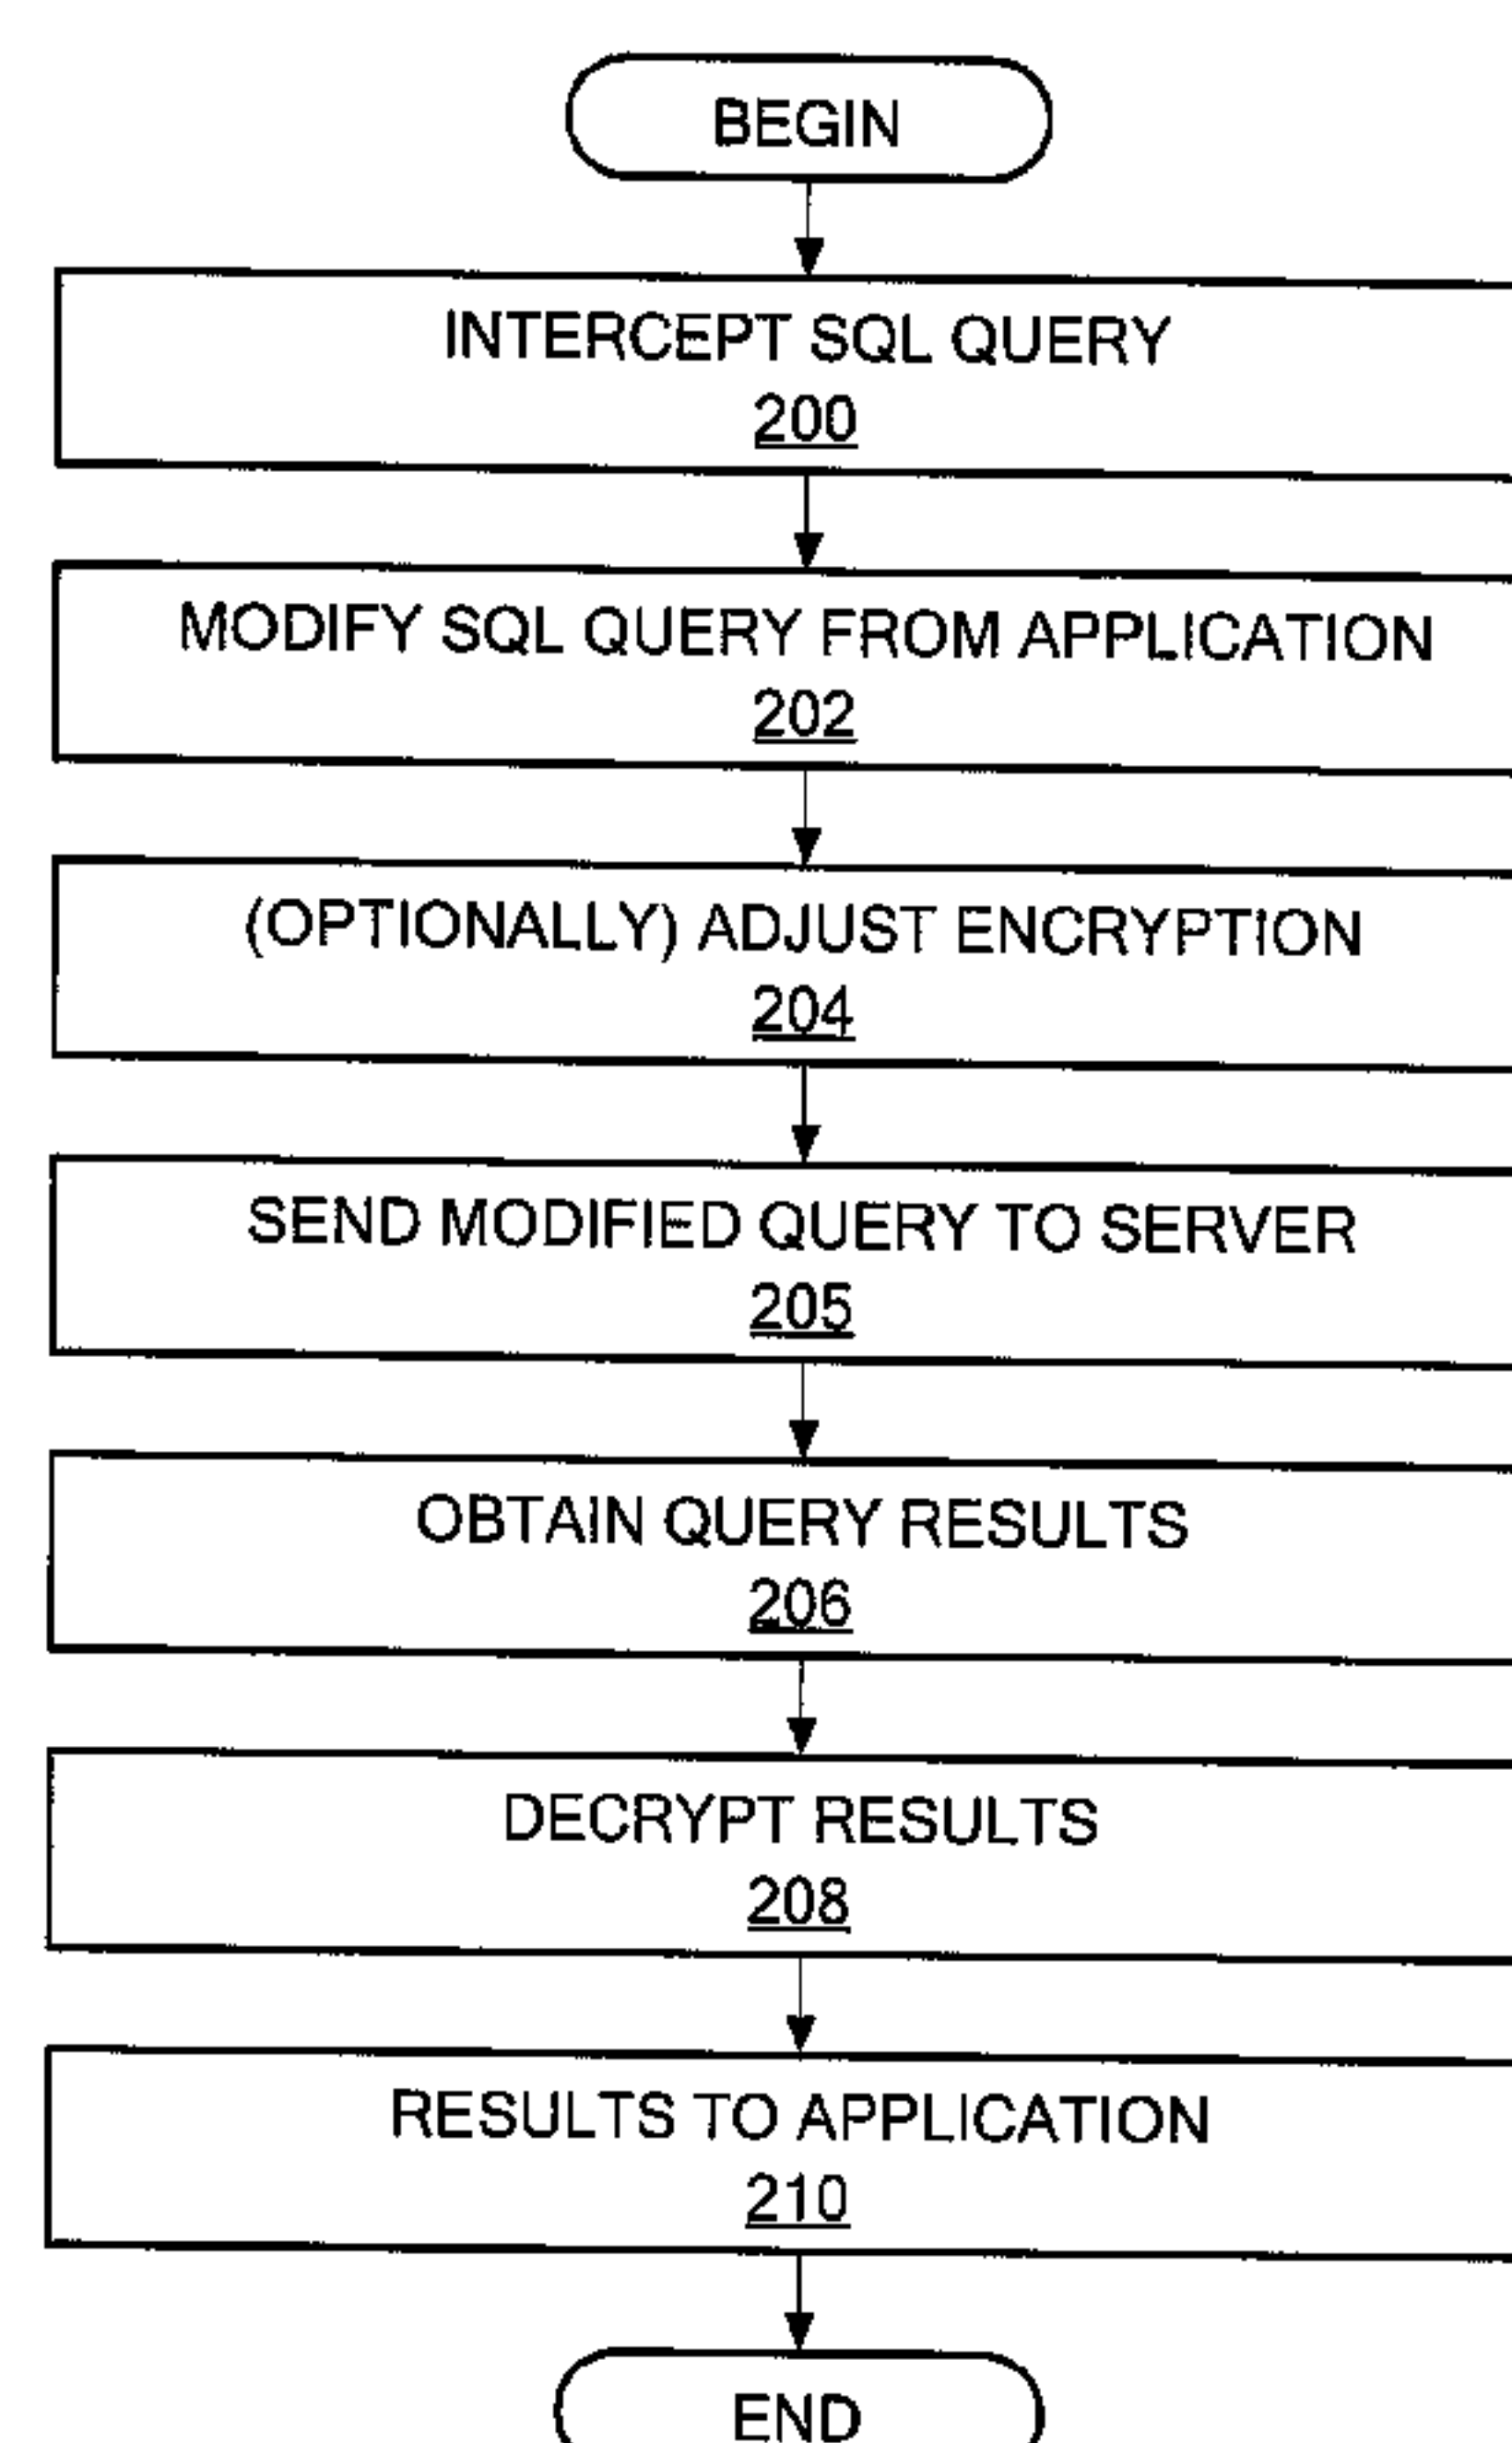 BEGIN
INTERCEPT SQL QUERY
200
MODIFY SQL QUERY FROM APPLICATION
202
(OPTIONALLY) ADJUST ENCRYPTION
204
SEND MODIFIED QUERY TO SERVER
205
OBTAIN QUERY RESULTS
206
DECRYPT RESULTS
208
RESULTS TO APPLICATION
210
END